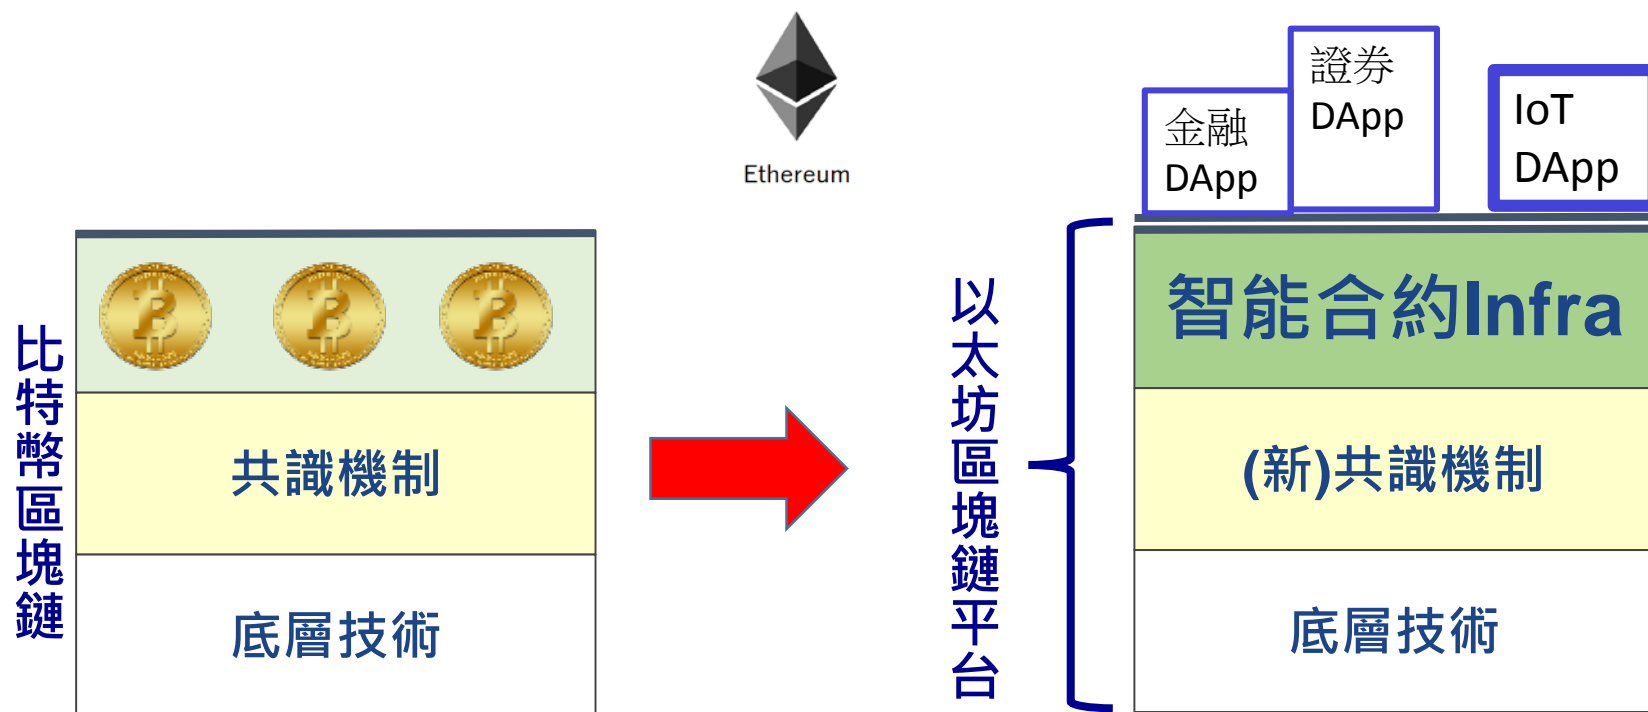 Ethereum
比特幣區塊鏈
共識機制
底層技術
以太坊區塊鏈平台
金融
DApp
證券
DApp
IoT
DApp
智能合約Infra
(新)共識機制
底層技術